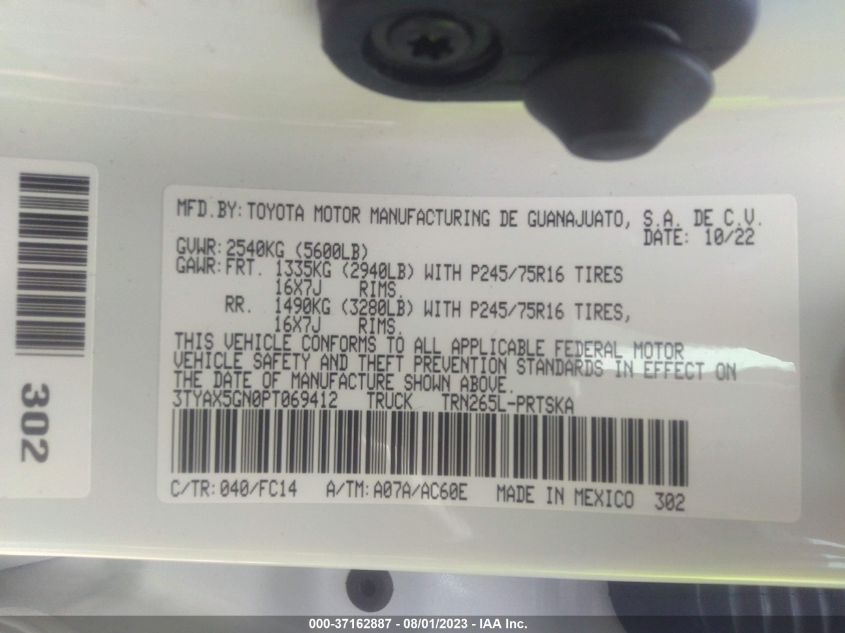 MFD.BY:TOYOTA MOTOR MANUFACTURING DE GUANAJUATO, S.A. DE C.V.
DATE: 10/22
GVWR:2540KG (5600LB)
GAWR:FRT. 1335KG (2940LB) WITH P245/75R16 TIRES
16X7J RIMS.
RR. 1490KG (3280LB) WITH P245/75R16 TIRES,
16X7J RIMS.
THIS VEHICLE CONFORMS TO ALL APPLICABLE FEDERAL MOTOR
VEHICLE SAFETY AND THEFT PREVENTION STANDARDS IN EFFECT ON
THE DATE OF MANUFACTURE SHOWN ABOVE.
3TYAX5GN0PT069412 TRUCK TRN265L-PRTSKA
C/TR:040/FC14 A/TM:A07A/AC60E MADE IN MEXICO 302
302
000-37162887 - 08/01/2023 - IAA Inc.